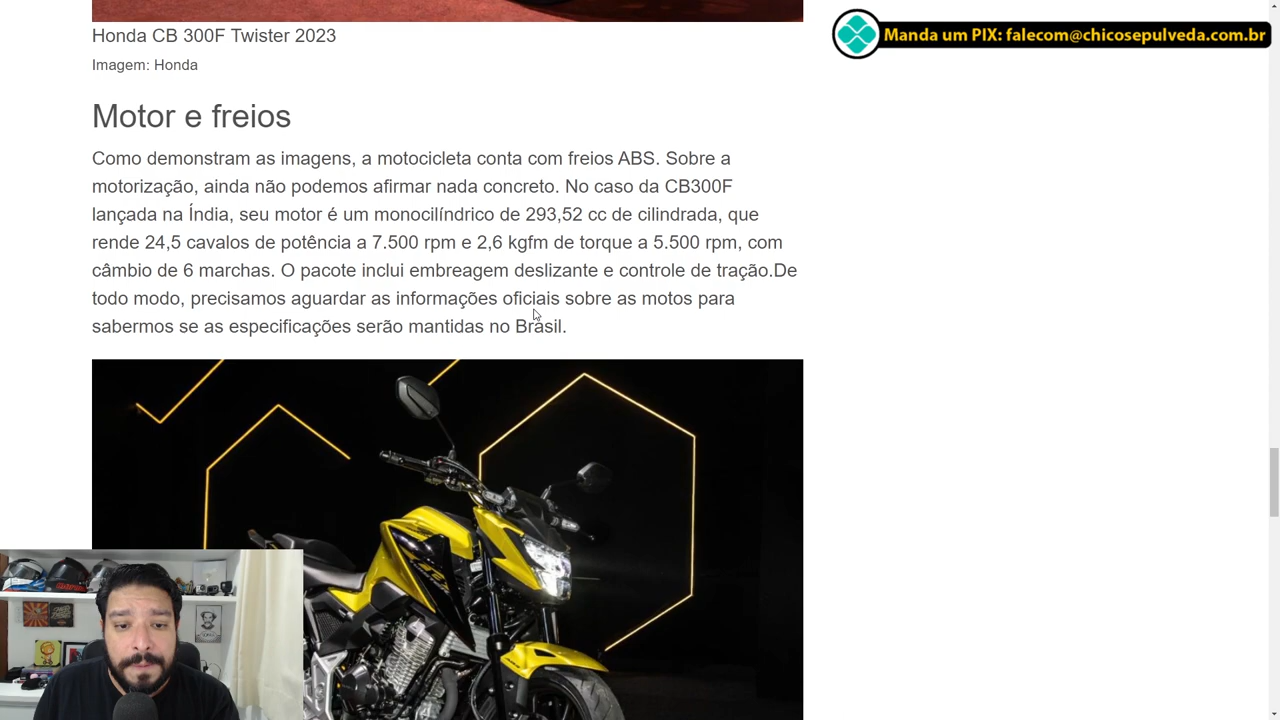 Manda um PIX: falecom@chicosepulveda.com.br
Honda CB 300F Twister 2023
Imagem: Honda
Motor e freios
Como demonstram as imagens, a motocicleta conta com freios ABS. Sobre a
motorização, ainda não podemos afirmar nada concreto. No caso da CB300F
lançada na Índia, seu motor é um monocilíndrico de 293,52 cc de cilindrada, que
rende 24,5 cavalos de potência a 7.500 rpm e 2,6 kgfm de torque a 5.500 rpm, com
câmbio de 6 marchas. O pacote inclui embreagem deslizante e controle de tração.De
todo modo, precisamos aguardar as informações oficiais sobre as motos para
sabermos se as especificações serão mantidas no Brasil.